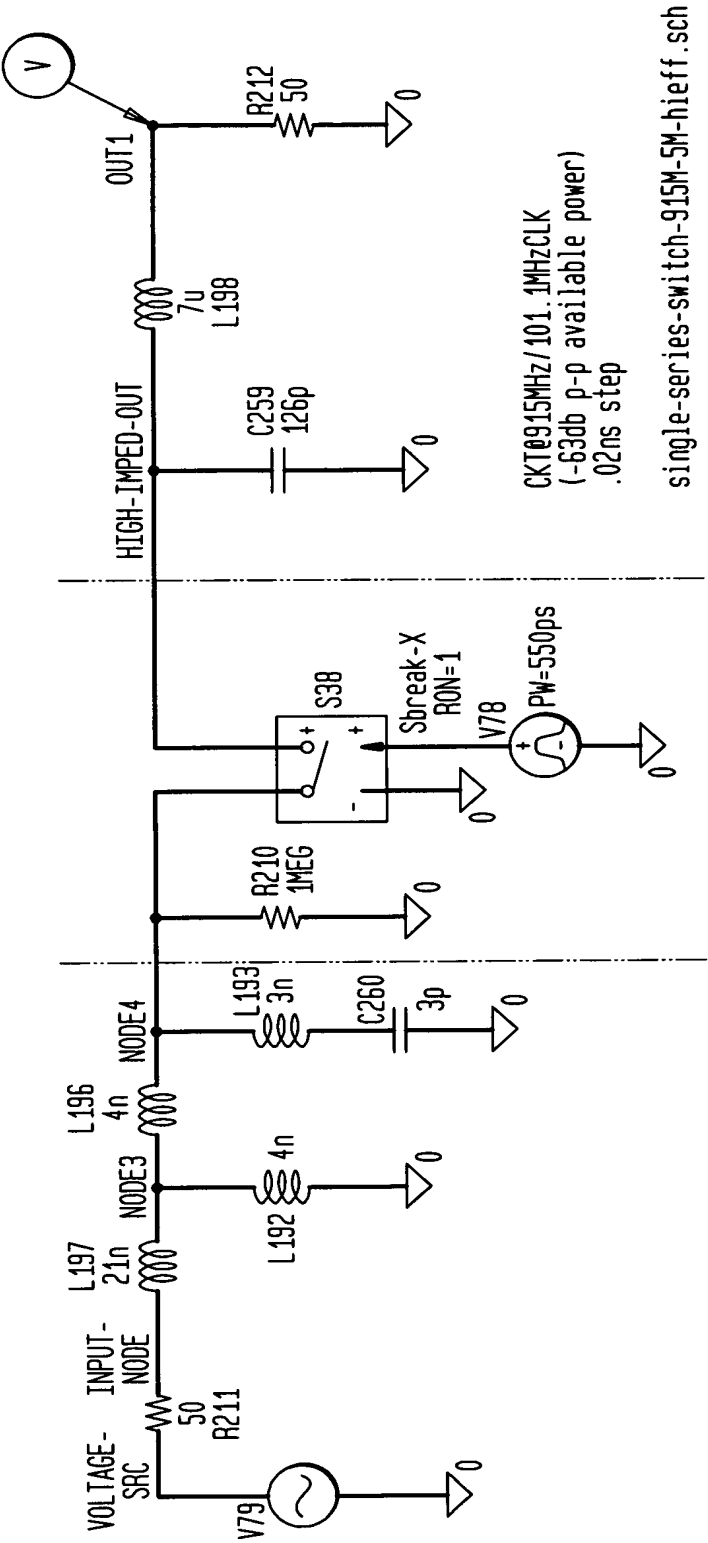 VOLTAGE-
SRC
V79
0
50
R211
INPUT-
NODE
L197
21n
NODE3
L192
4n
0
L196
4n
NODE4
L193
3n
C260
3p
0
R210
1MEG
0
S38
+
+
-
0
Sbreak-X
RON=1
V78
+
-
PW=550ps
0
HIGH-IMPED-OUT
C259
126p
0
7u
L198
OUT1
V
R212
50
0
CKT@915MHz/101.1MHzCLK
(-63db p-p available power)
.02ns step
single-series-switch-915M-5M-hieff.sch